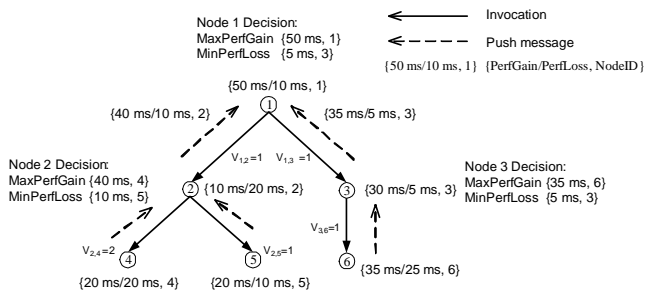 Node 1 Decision:
MaxPerfGain {50 ms, 1}
MinPerfLoss {5 ms, 3}
Invocation
Push message
{50 ms/10 ms, 1} {PerfGain/PerfLoss, NodeID}
{50 ms/10 ms, 1}
{40 ms/10 ms, 2}
1
{35 ms/5 ms, 3}
Node 2 Decision:
MaxPerfGain {40 ms, 4}
MinPerfLoss {10 ms, 5}
V1,2=1
V1,3 =1
Node 3 Decision:
MaxPerfGain {35 ms, 6}
MinPerfLoss {5 ms, 3}
2 {10 ms/20 ms, 2}
3 {30 ms/5 ms, 3}
V2,4=2
V2,5=1
V3,6=1
4
5
6
{20 ms/20 ms, 4}
{20 ms/10 ms, 5}
{35 ms/25 ms, 6}